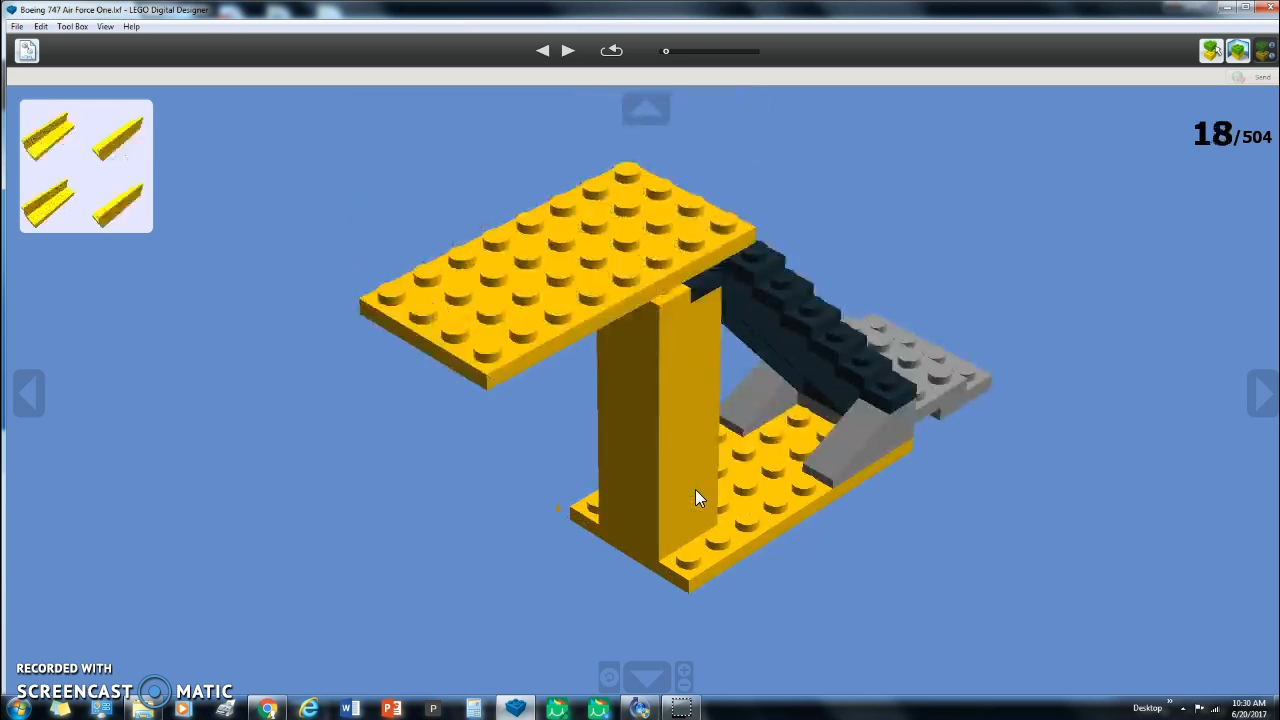 Boeing 747 Air Force One.lxf - LEGO Digital Designer
File Edit Tool Box View Help
Send
18/504
RECORDED WITH
SCREENCAST MATIC
W
P
P
Desktop
10:30 AM
6/20/2017